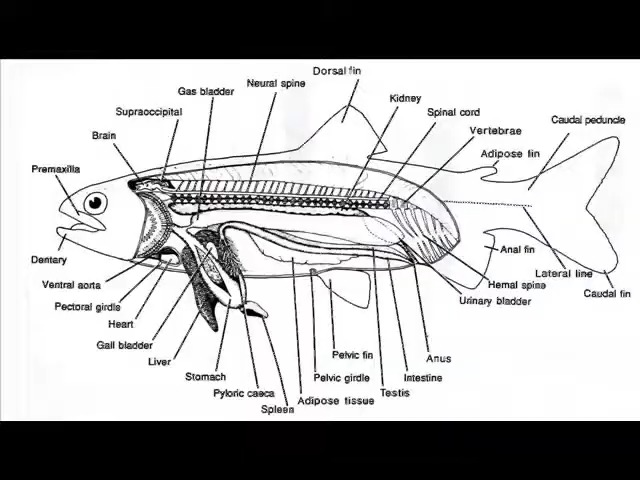 Dorsal fin
Neural spine
Gas bladder
Supraoccipital
Brain
Premaxilla
Kidney
Spinal cord
Vertebrae
Caudal peduncle
Adipose fin
Dentary
Ventral aorta
Pectoral girdle
Heart
Gall bladder
Liver
Stomach
Pyloric caeca
Spleen
Adipose tissue
Pelvic girdle
Pelvic fin
Testis
Intestine
Anus
Urinary bladder
Hemal spine
Anal fin
Lateral line
Caudal fin